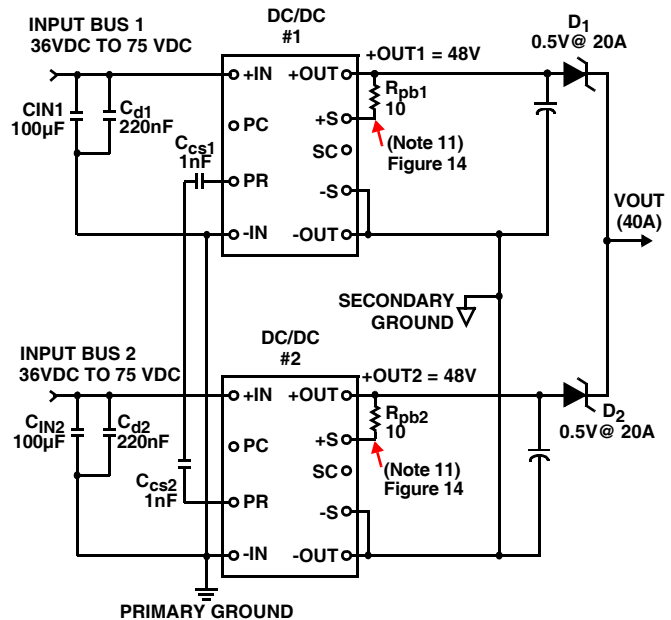 INPUT BUS 1
36VDC TO 75 VDC
DC/DC
#1
+OUT1 = 48V
D1
0.5V@ 20A
+IN
+OUT
CIN1
100µF
Cd1
220nF
Rpb1
10
PC
+S
(Note 11)
Figure 14
Ccs1
1nF
SC
PR
-S
VOUT
(40A)
-IN
-OUT
SECONDARY
GROUND
DC/DC
#2
INPUT BUS 2
36VDC TO 75 VDC
+OUT2 = 48V
+IN
+OUT
D2
0.5V@ 20A
CIN2
100µF
Cd2
220nF
Rpb2
10
PC
+S
(Note 11)
Figure 14
Ccs2
1nF
SC
PR
-S
-IN
-OUT
PRIMARY GROUND